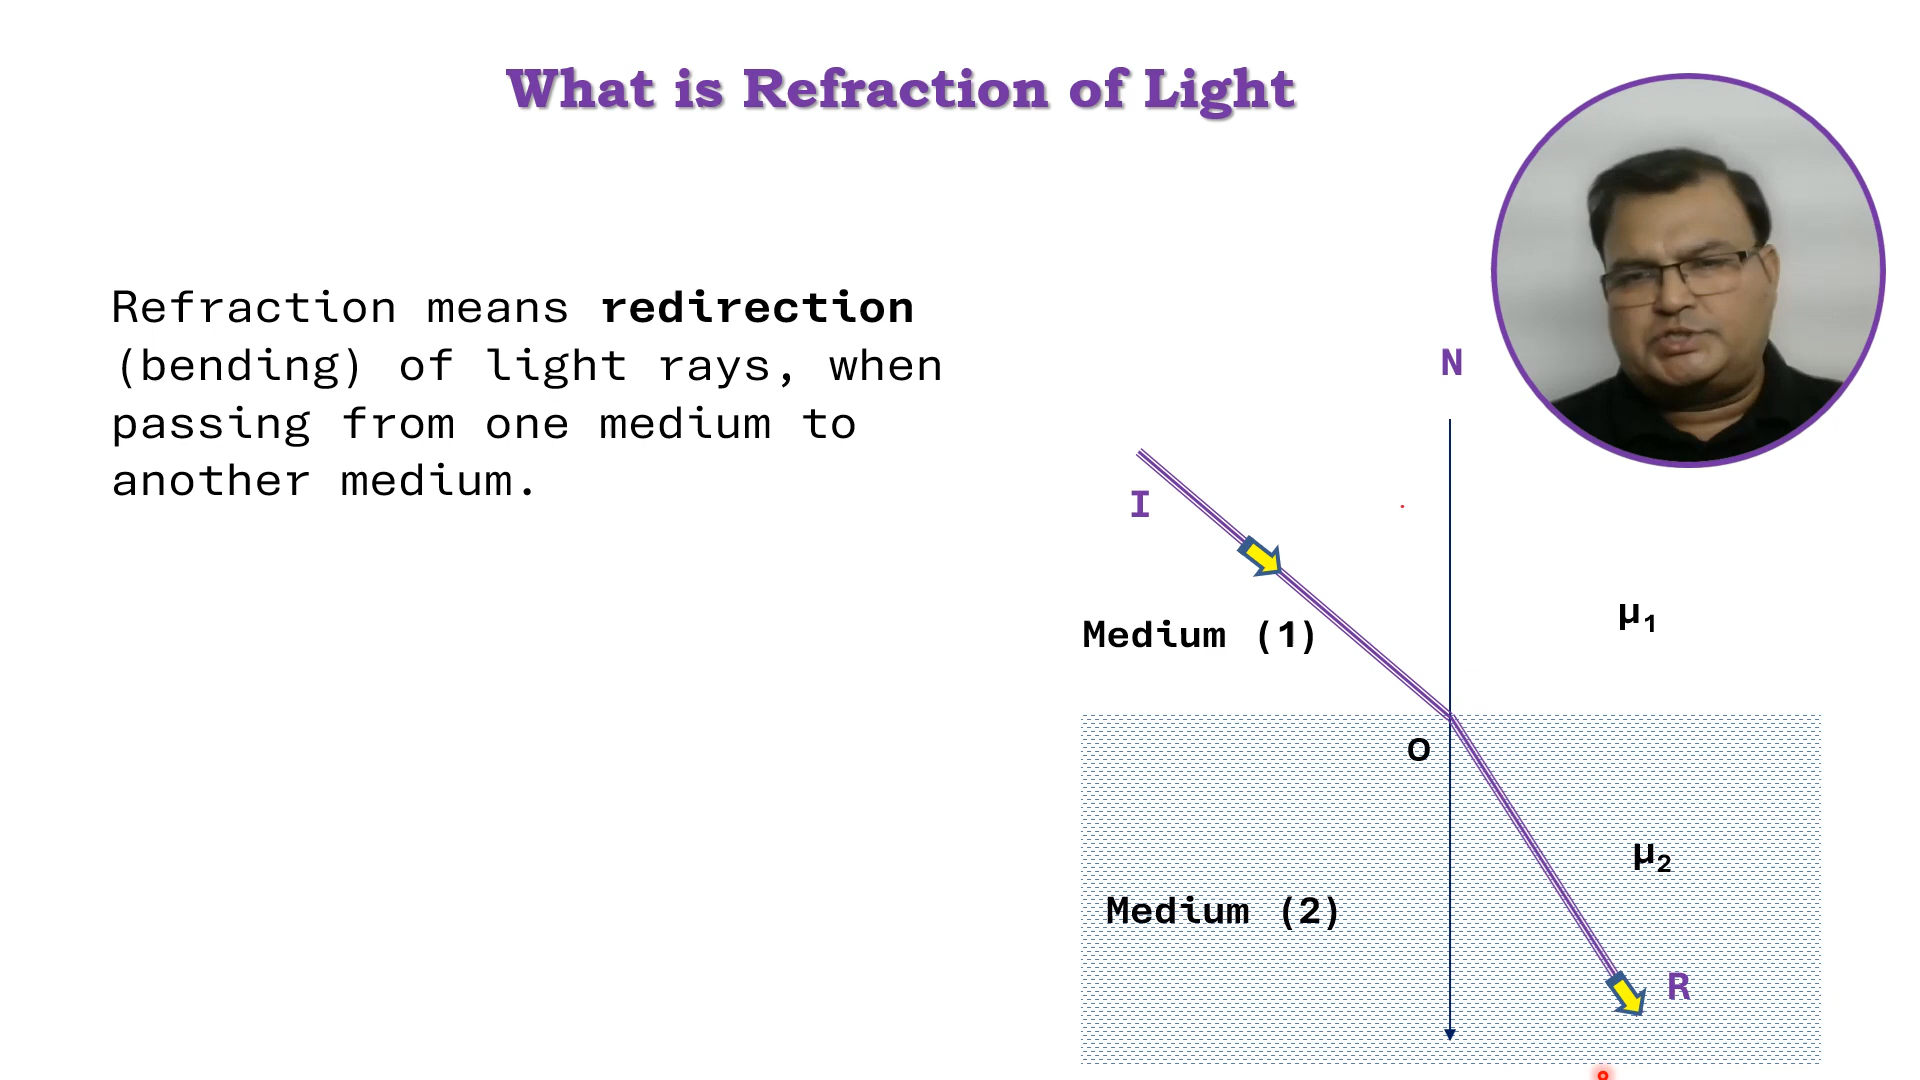 What is Refraction of Light
Refraction means redirection
(bending) of light rays, when
passing from one medium to
another medium.
N
I
μ₁
Medium (1)
O
μ₂
Medium (2)
R